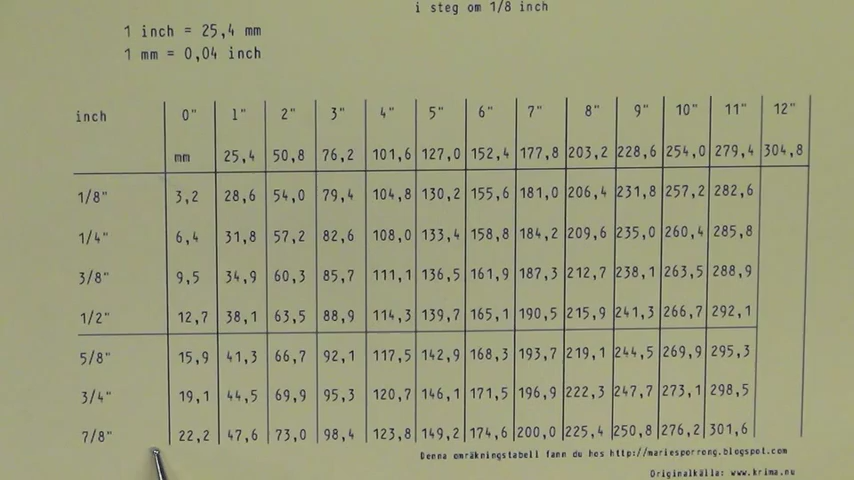 i steg om 1/8 inch
1 inch = 25,4 mm
1 mm = 0,04 inch
inch 0" 1" 2" 3" 4" 5" 6" 7" 8" 9" 10" 11" 12"
mm 25,4 50,8 76,2 101,6 127,0 152,4 177,8 203,2 228,6 254,0 279,4 304,8
1/8" 3,2 28,6 54,0 79,4 104,8 130,2 155,6 181,0 206,4 231,8 257,2 282,6
1/4" 6,4 31,8 57,2 82,6 108,0 133,4 158,8 184,2 209,6 235,0 260,4 285,8
3/8" 9,5 34,9 60,3 85,7 111,1 136,5 161,9 187,3 212,7 238,1 263,5 288,9
1/2" 12,7 38,1 63,5 88,9 114,3 139,7 165,1 190,5 215,9 241,3 266,7 292,1
5/8" 15,9 41,3 66,7 92,1 117,5 142,9 168,3 193,7 219,1 244,5 269,9 295,3
3/4" 19,1 44,5 69,9 95,3 120,7 146,1 171,5 196,9 222,3 247,7 273,1 298,5
7/8" 22,2 47,6 73,0 98,4 123,8 149,2 174,6 200,0 225,4 250,8 276,2 301,6
Denna omräkningstabell fann du hos http://mariesporrong.blogspot.com
Originalkälla: www.krima.nu